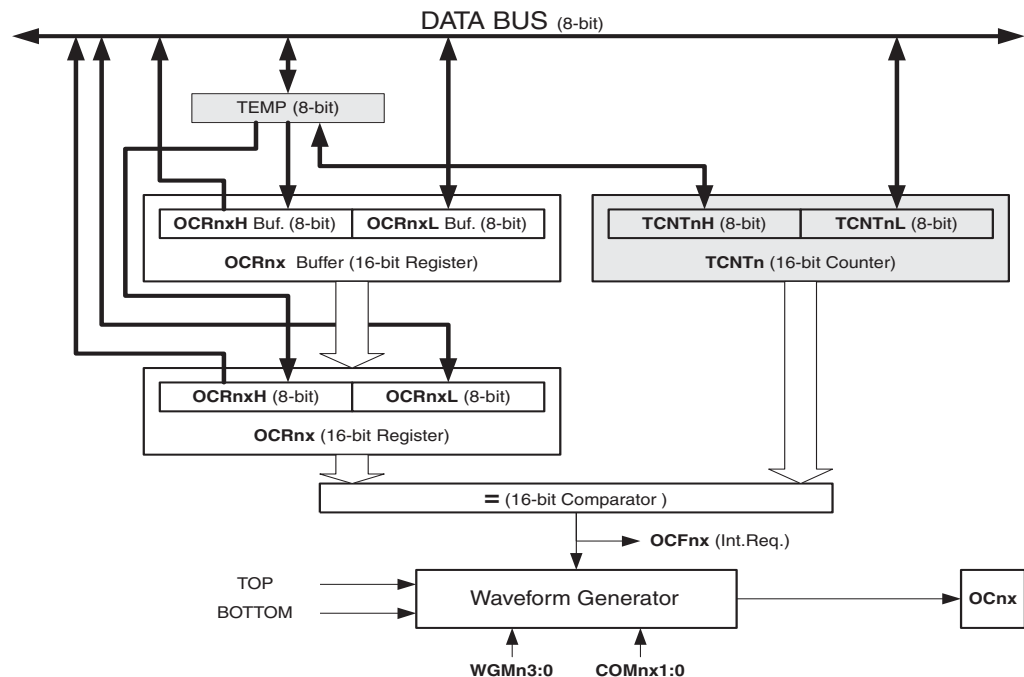 DATA BUS (8-bit)
TEMP (8-bit)
OCRnxH Buf. (8-bit)
OCRnxL Buf. (8-bit)
OCRnx Buffer (16-bit Register)
TCNTnH (8-bit)
TCNTnL (8-bit)
TCNTn (16-bit Counter)
OCRnxH (8-bit)
OCRnxL (8-bit)
OCRnx (16-bit Register)
= (16-bit Comparator )
OCFnx (Int.Req.)
TOP
BOTTOM
Waveform Generator
OCnx
WGMn3:0
COMnx1:0